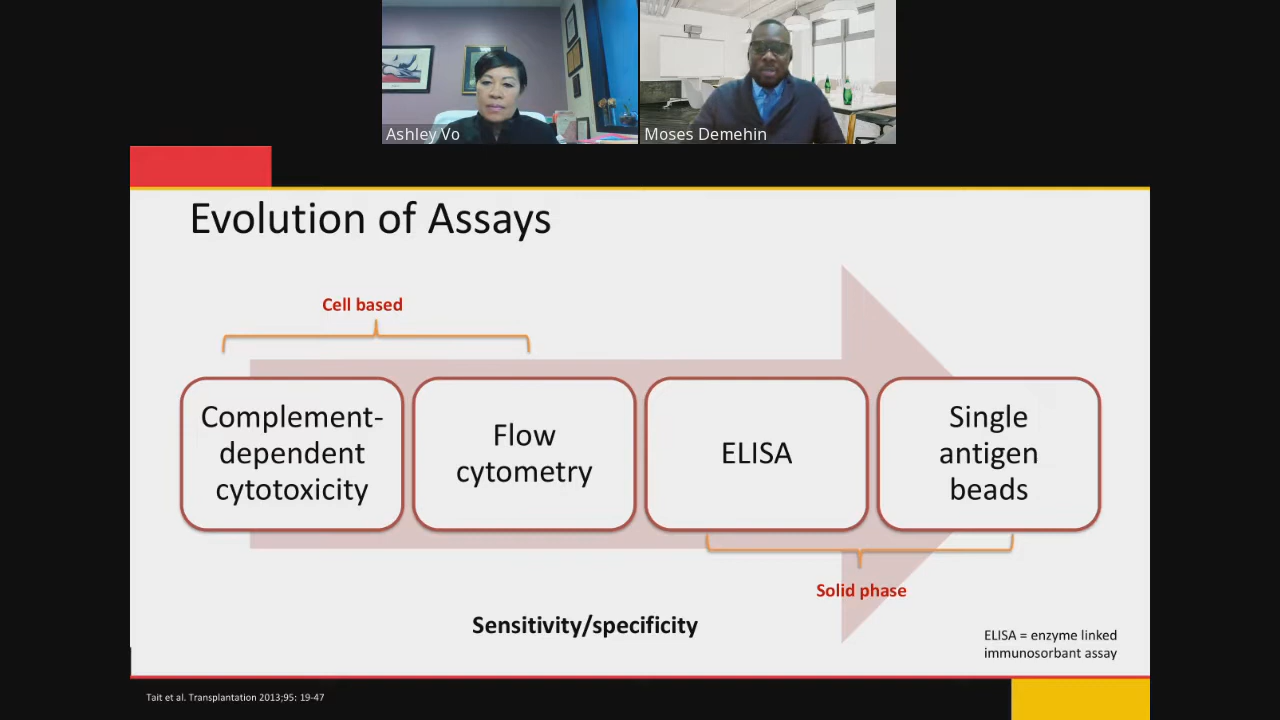 Ashley Vo
Moses Demehin
Evolution of Assays
Cell based
Complement-
dependent
cytotoxicity
Flow
cytometry
ELISA
Single
antigen
beads
Solid phase
Sensitivity/specificity
ELISA = enzyme linked
immunosorbant assay
Tait et al. Transplantation 2013;95: 19-47